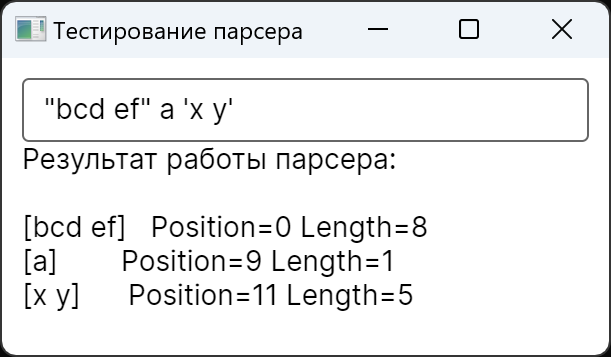 Тестирование парсера
"bcd ef" a 'x y'
Результат работы парсера:
[bcd ef]   Position=0 Length=8
[a]        Position=9 Length=1
[x y]      Position=11 Length=5